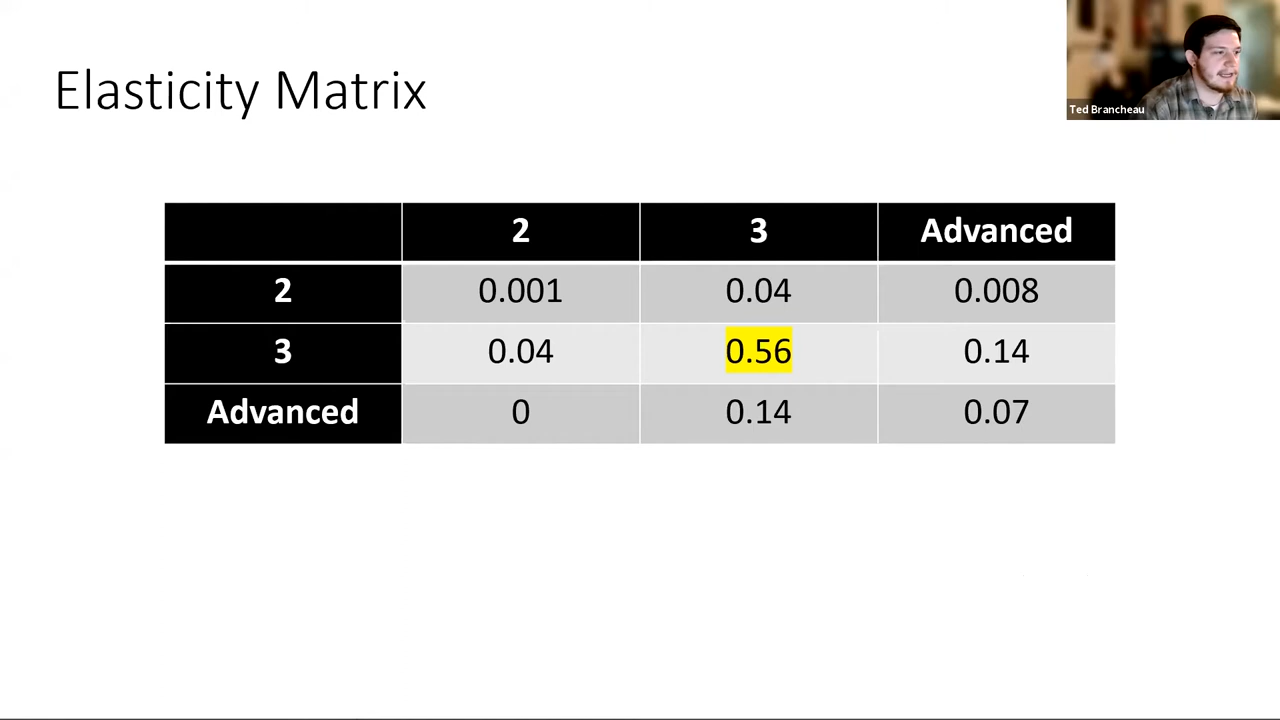 Elasticity Matrix
Ted Brancheau
2 3 Advanced
2 0.001 0.04 0.008
3 0.04 0.56 0.14
Advanced 0 0.14 0.07